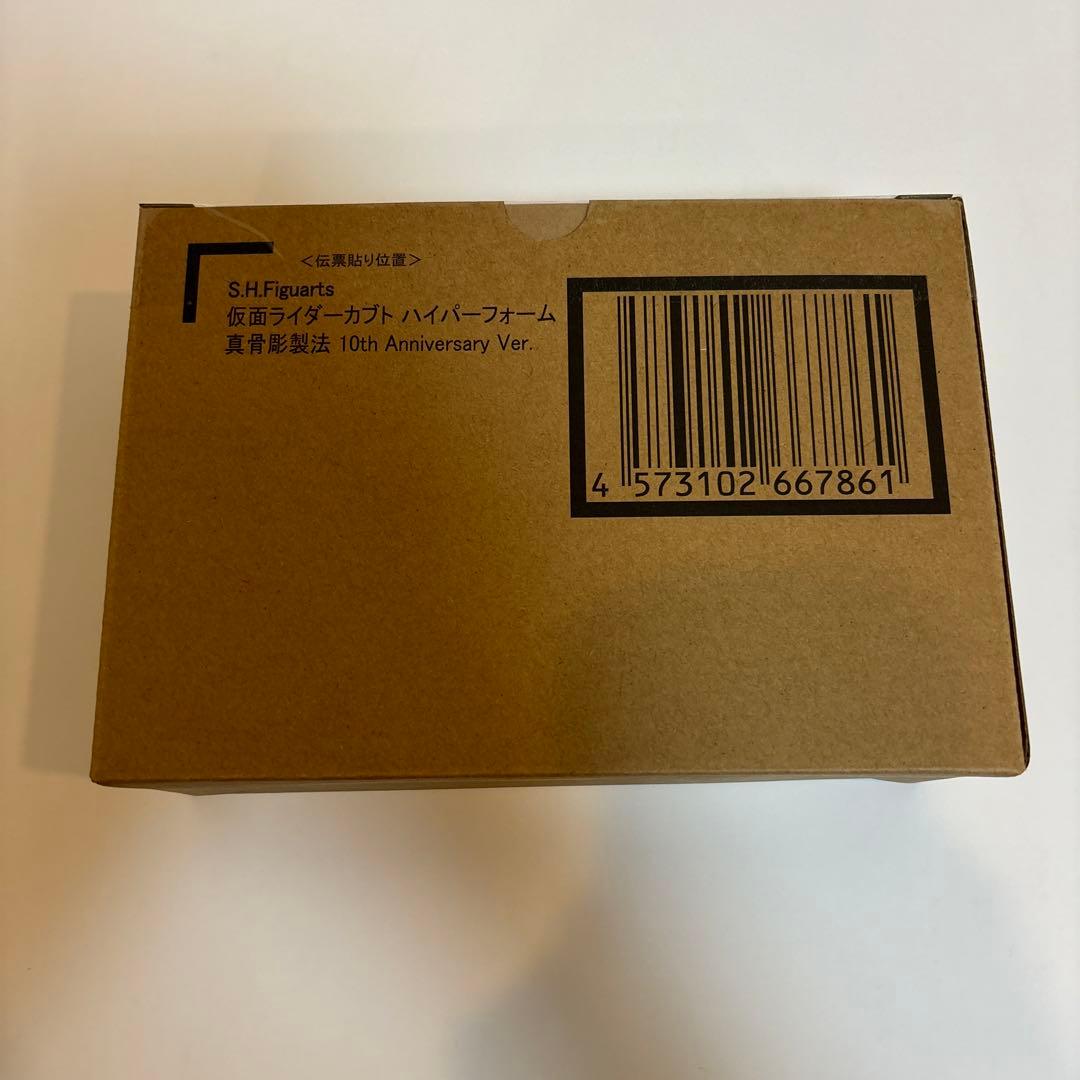 ＜伝票貼り位置＞
S.H.Figuarts
仮面ライダーカブト ハイパーフォーム
真骨彫製法 10th Anniversary Ver.
4 573102 667861